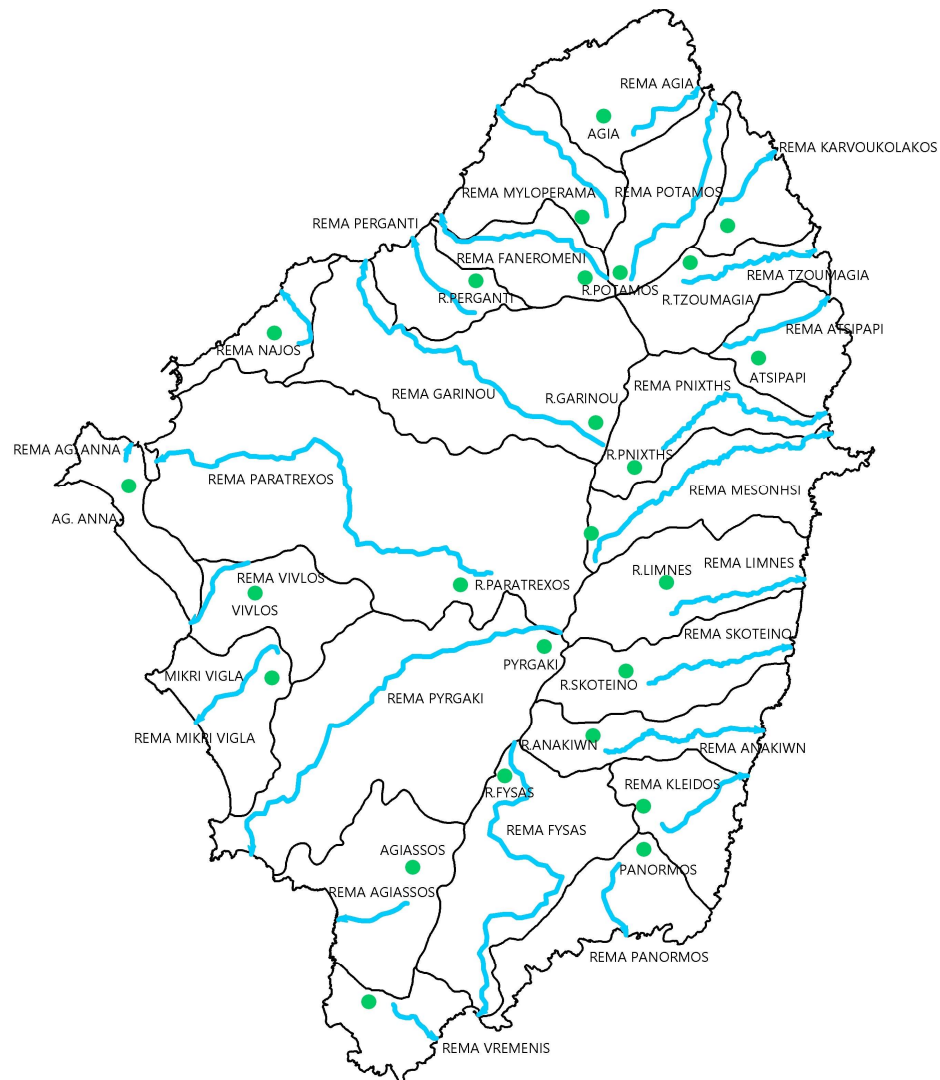 REMA AGIA
AGIA
REMA KARVOUKOLAKOS
REMA MYLOPERAMA
REMA POTAMOS
REMA PERGANTI
REMA FANEROMENI
REMA TZOUMAGIA
R.POTAMOS
R.PERGANTI
R.TZOUMAGIA
REMA ATSIPAPI
REMA NAJOS
ATSIPAPI
REMA PNIXTHS
REMA GARINOU
R.GARINOU
REMA AG.ANNA
R.PNIXTHS
REMA PARATREXOS
REMA MESONHSI
AG. ANNA
REMA LIMNES
R.LIMNES
REMA VIVLOS
R.PARATREXOS
VIVLOS
REMA SKOTEINO
PYRGAKI
MIKRI VIGLA
R.SKOTEINO
REMA PYRGAKI
REMA MIKRI VIGLA
R.ANAKIWN
REMA ANAKIWN
REMA KLEIDOS
R.FYSAS
REMA FYSAS
AGIASSOS
PANORMOS
REMA AGIASSOS
REMA PANORMOS
REMA VREMENIS